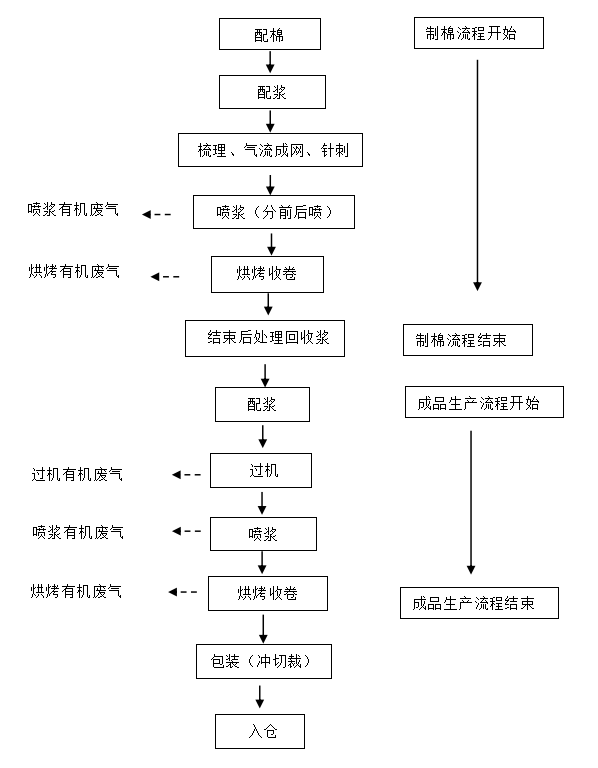 配棉
制棉流程开始
配浆
梳理、气流成网、针刺
喷浆有机废气
喷浆（分前后喷）
烘烤有机废气
烘烤收卷
结束后处理回收浆
制棉流程结束
配浆
成品生产流程开始
过机有机废气
过机
喷浆有机废气
喷浆
烘烤有机废气
烘烤收卷
成品生产流程结束
包装（冲切裁）
入仓